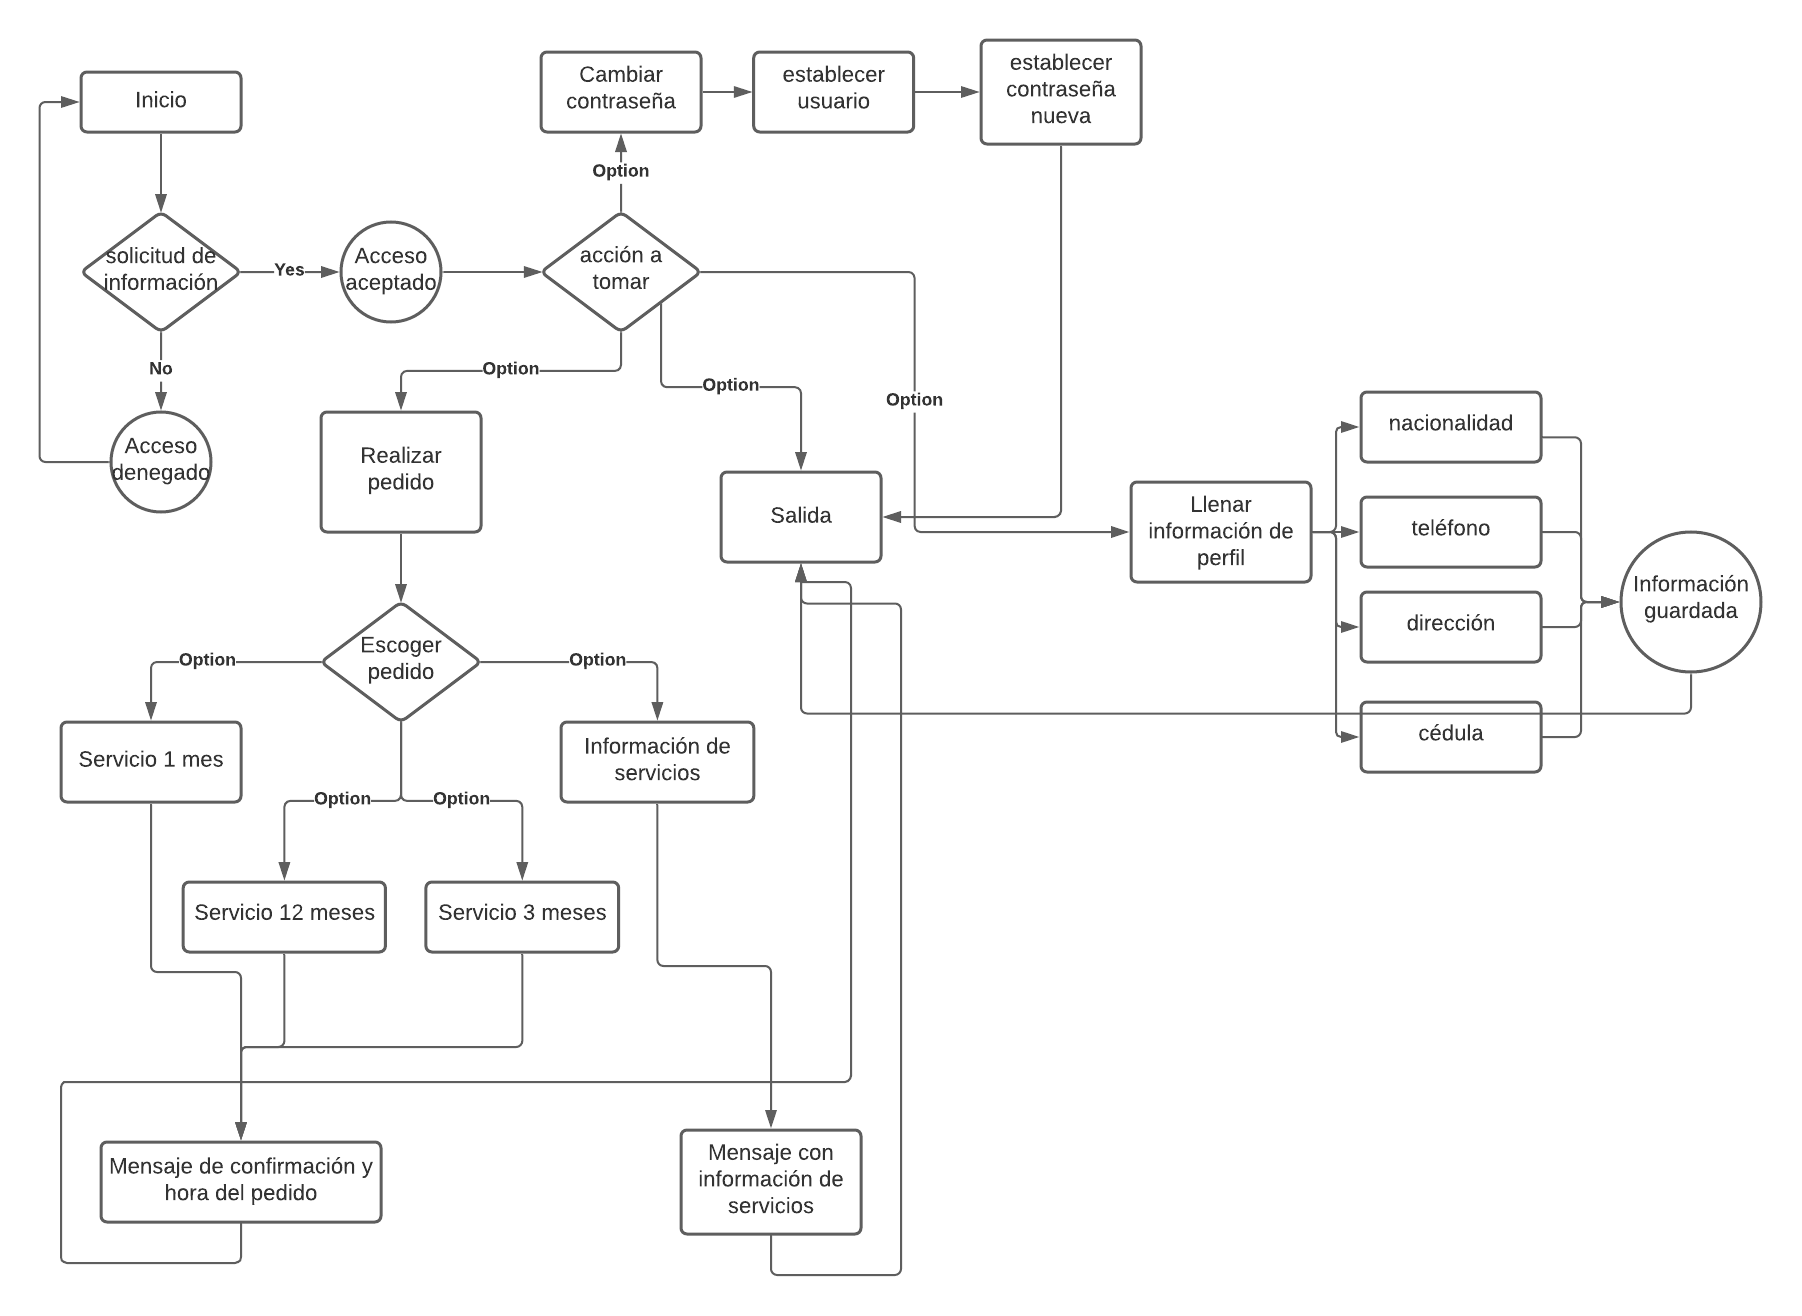 Inicio
Cambiar
contraseña
establecer
usuario
establecer
contraseña
nueva
Option
solicitud de
información
Yes
Acceso
aceptado
acción a
tomar
No
Option
Option
Option
Acceso
denegado
Realizar
pedido
Salida
Llenar
información de
perfil
nacionalidad
teléfono
dirección
cédula
Información
guardada
Escoger
pedido
Option
Option
Servicio 1 mes
Información de
servicios
Option
Option
Servicio 12 meses
Servicio 3 meses
Mensaje de confirmación y
hora del pedido
Mensaje con
información de
servicios